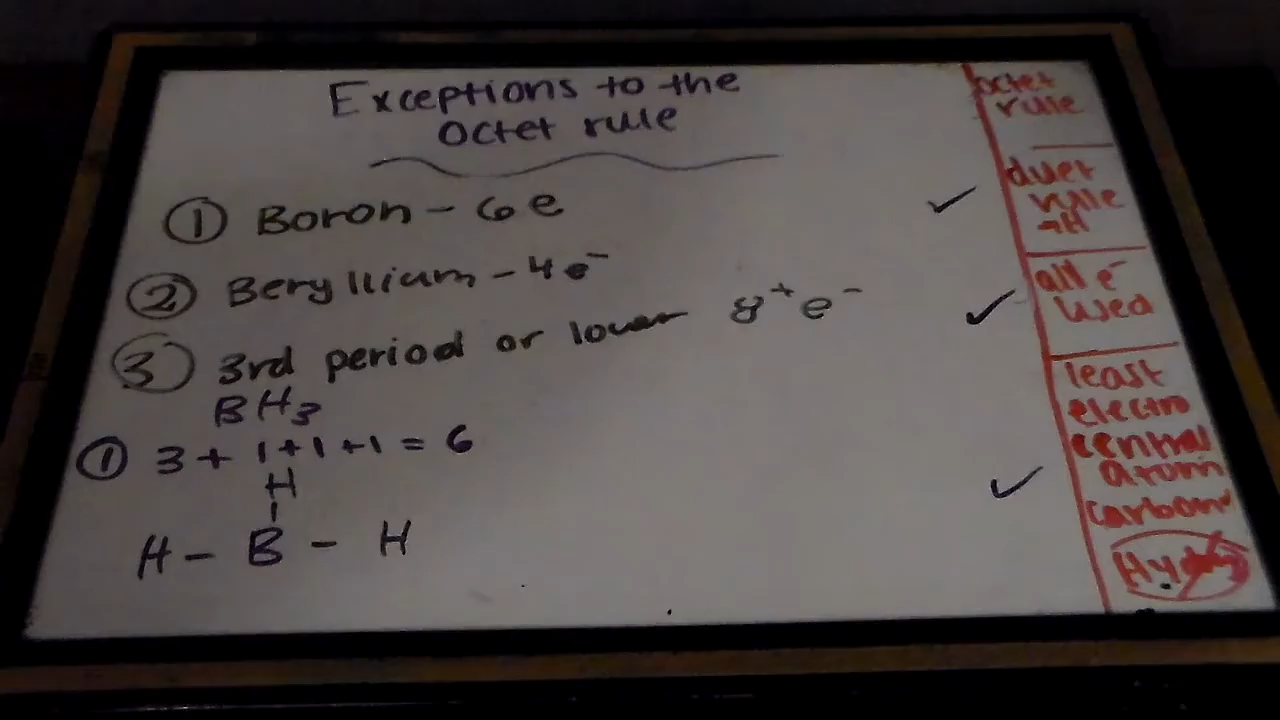 Exceptions to the
Octet rule
① Boron - 6e
② Beryllium - 4e⁻
③ 3rd period or lower 8⁺e⁻
BH₃
① 3 + 1 + 1 + 1 = 6
H
H - B - H
octet
rule
duet
rule
→H
all e⁻
used
least
electro
central
atom
carbon